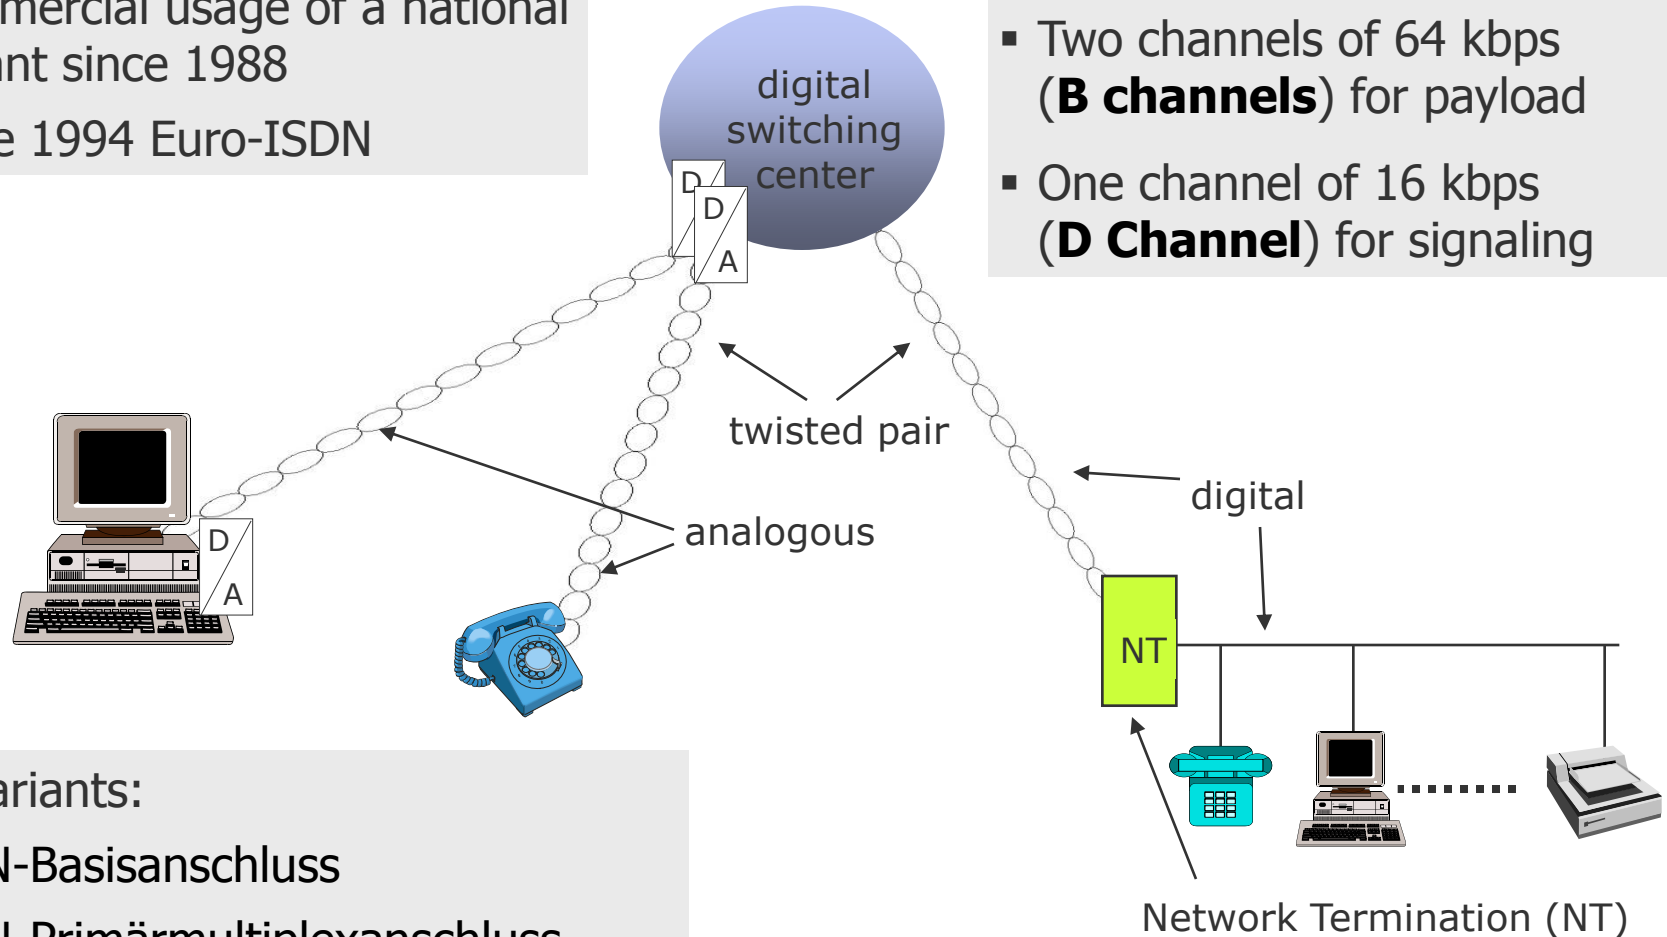 mercial usage of a national
ant since 1988
e 1994 Euro-ISDN
digital
switching
center
▪ Two channels of 64 kbps
(B channels) for payload
▪ One channel of 16 kbps
(D Channel) for signaling
D
D
A
twisted pair
digital
analogous
D
A
NT
ariants:
N-Basisanschluss
N-Primärmultiplexanschluss
Network Termination (NT)